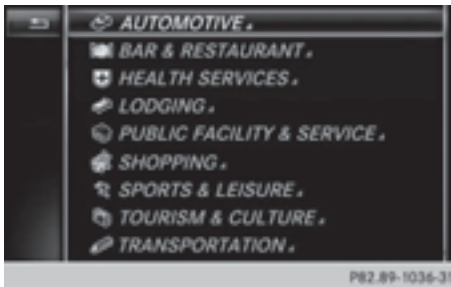 AUTOMOTIVE
BAR & RESTAURANT
HEALTH SERVICES
LODGING
PUBLIC FACILITY & SERVICE
SHOPPING
SPORTS & LEISURE
TOURISM & CULTURE
TRANSPORTATION
P82.89-1036-31